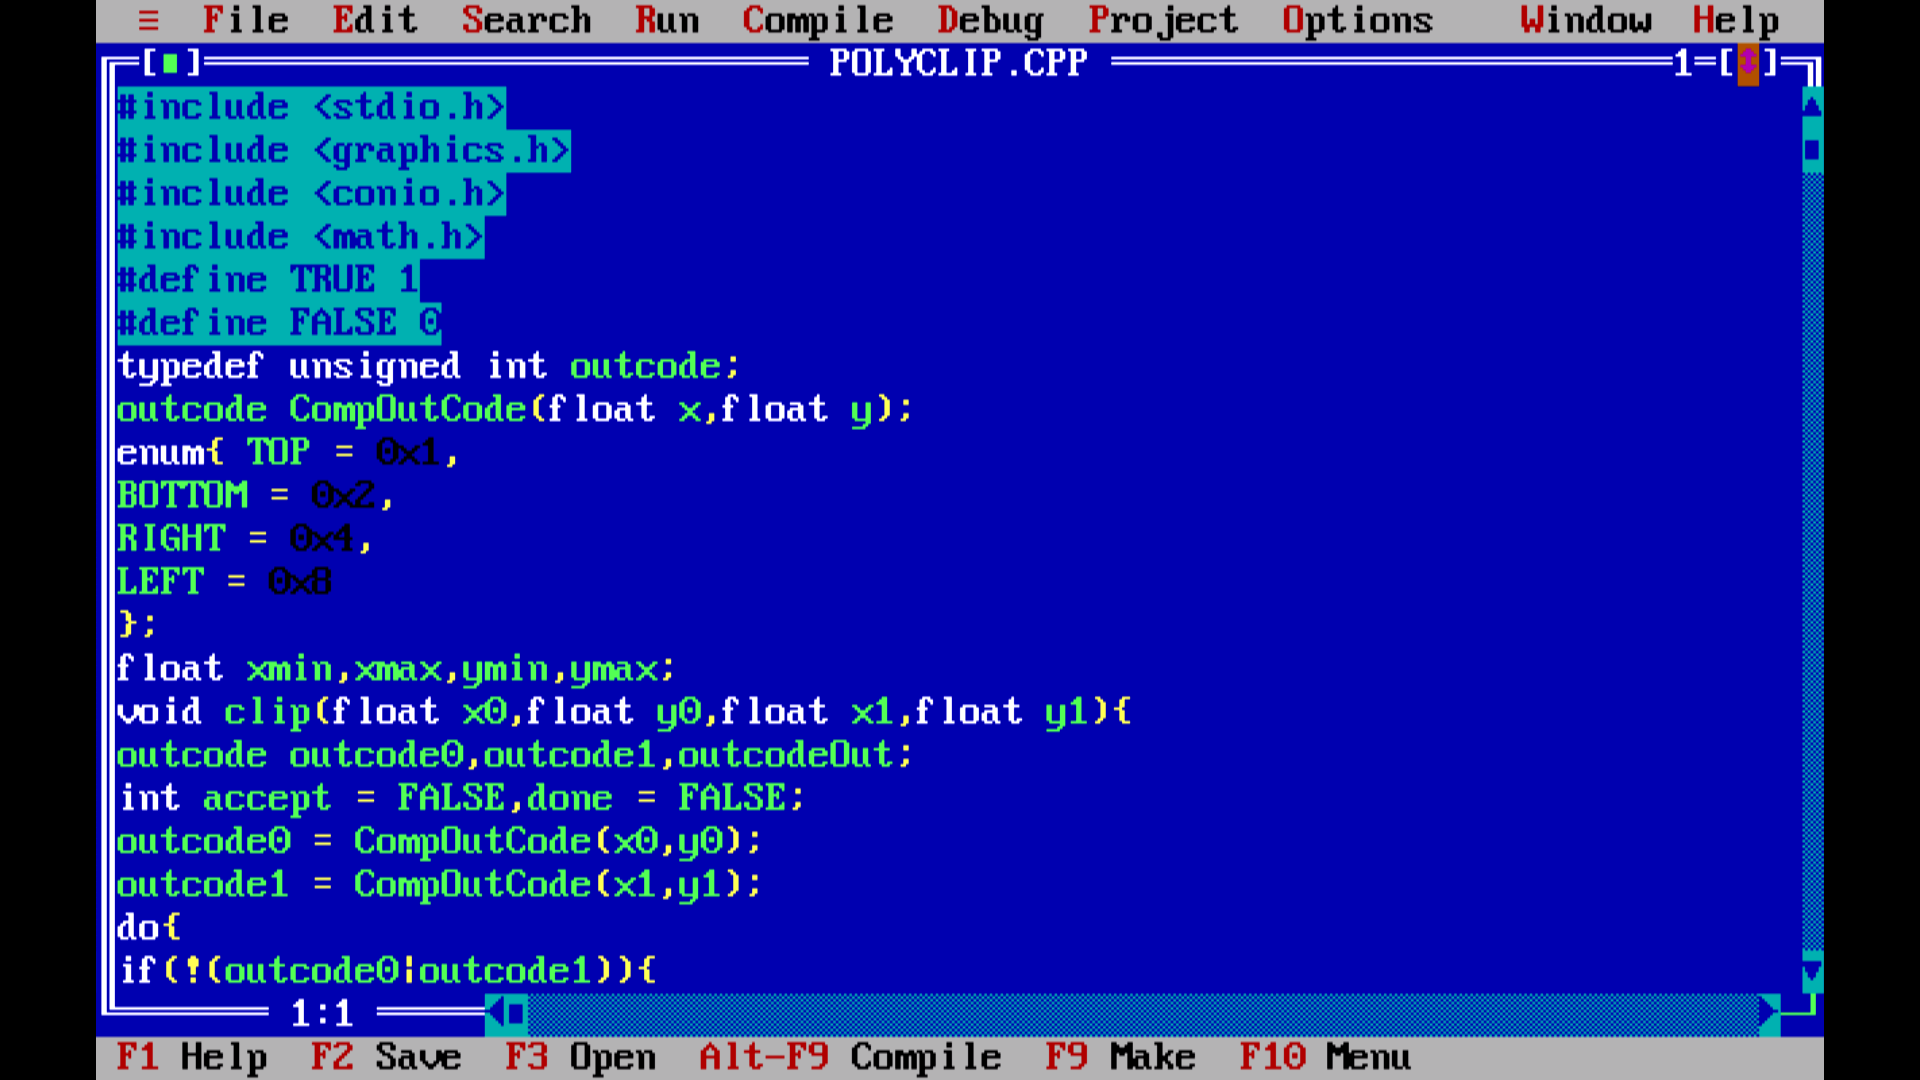 ≡ File Edit Search Run Compile Debug Project Options Window Help
[■] POLYCLIP.CPP 1=[↕]
#include <stdio.h>
#include <graphics.h>
#include <conio.h>
#include <math.h>
#define TRUE 1
#define FALSE 0
typedef unsigned int outcode;
outcode CompOutCode(float x,float y);
enum{ TOP = 0x1,
BOTTOM = 0x2,
RIGHT = 0x4,
LEFT = 0x8
};
float xmin,xmax,ymin,ymax;
void clip(float x0,float y0,float x1,float y1){
outcode outcode0,outcode1,outcodeOut;
int accept = FALSE,done = FALSE;
outcode0 = CompOutCode(x0,y0);
outcode1 = CompOutCode(x1,y1);
do{
if(!(outcode0|outcode1)){
1:1
F1 Help F2 Save F3 Open Alt-F9 Compile F9 Make F10 Menu